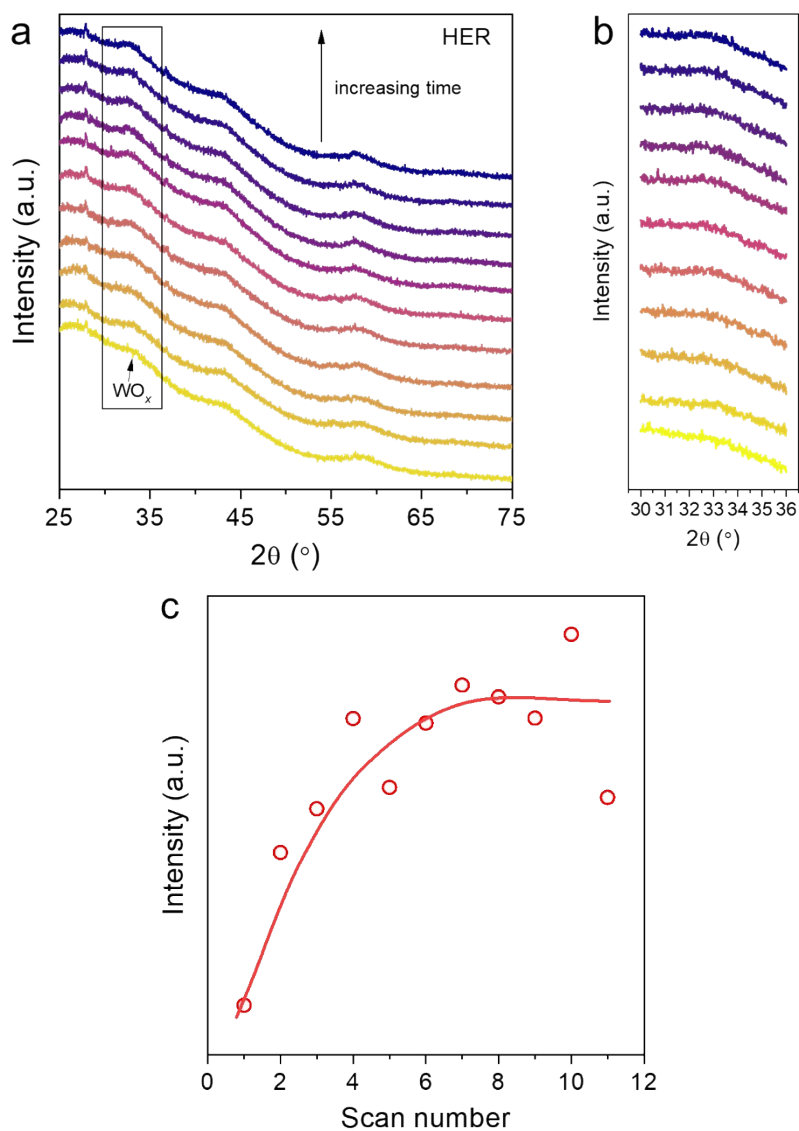 a
HER
increasing time
Intensity (a.u.)
WOₓ
25 35 45 55 65 75
2θ (°)
b
Intensity (a.u.)
30 31 32 33 34 35 36
2θ (°)
c
Intensity (a.u.)
0 2 4 6 8 10 12
Scan number